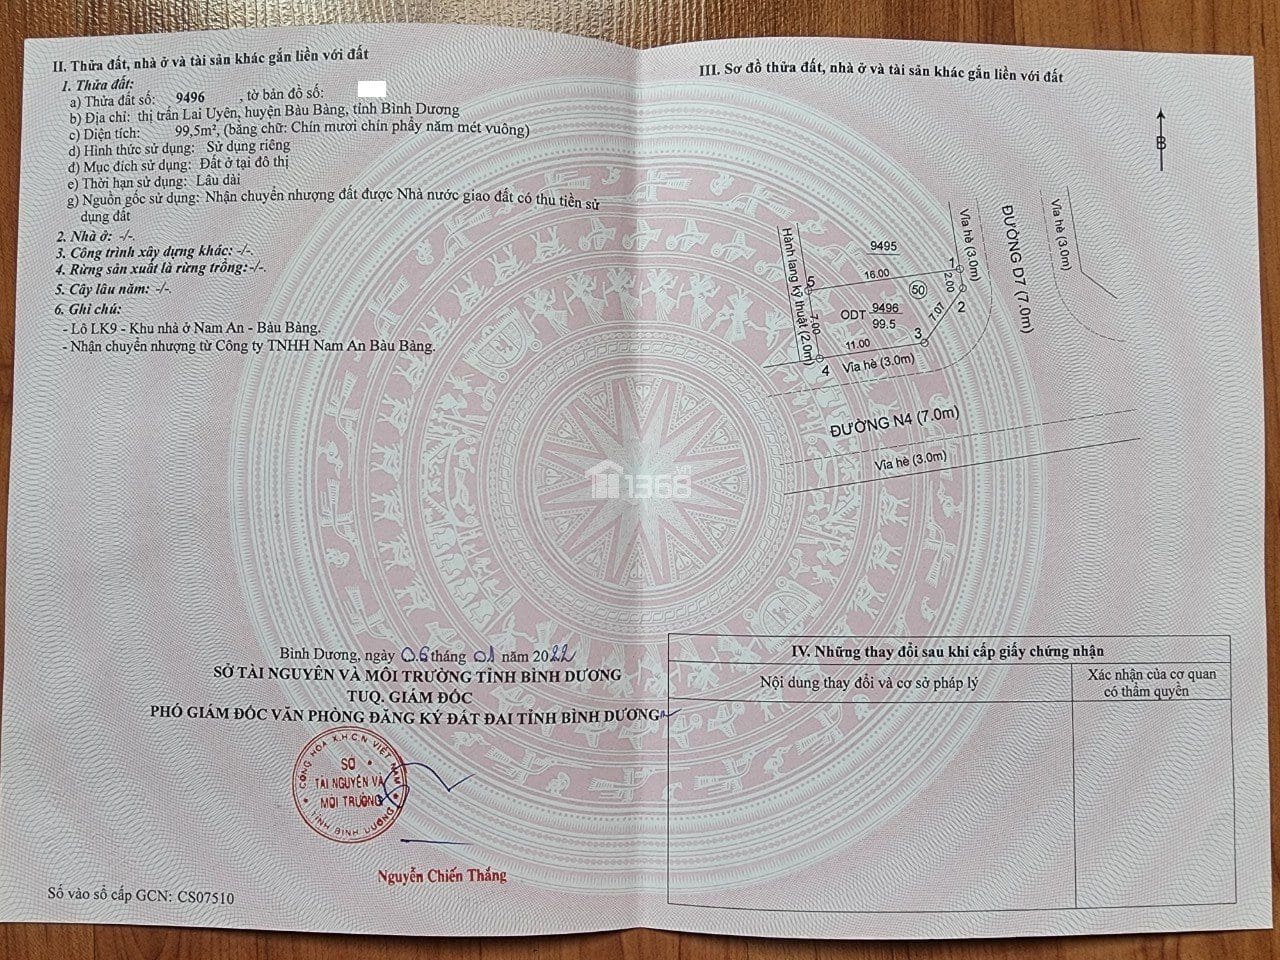 II. Thửa đất, nhà ở và tài sản khác gắn liền với đất
1. Thửa đất:
a) Thửa đất số: 9496 , tờ bản đồ số:
b) Địa chỉ: thị trấn Lai Uyên, huyện Bàu Bàng, tỉnh Bình Dương
c) Diện tích: 99,5m², (bằng chữ: Chín mươi chín phẩy năm mét vuông)
d) Hình thức sử dụng: Sử dụng riêng
đ) Mục đích sử dụng: Đất ở tại đô thị
e) Thời hạn sử dụng: Lâu dài
g) Nguồn gốc sử dụng: Nhận chuyển nhượng đất được Nhà nước giao đất có thu tiền sử
dụng đất
2. Nhà ở: -/-.
3. Công trình xây dựng khác: -/-.
4. Rừng sản xuất là rừng trồng: -/-.
5. Cây lâu năm: -/-.
6. Ghi chú:
- Lô LK9 - Khu nhà ở Nam An - Bàu Bàng.
- Nhận chuyển nhượng từ Công ty TNHH Nam An Bàu Bàng.
Bình Dương, ngày 06 tháng 01 năm 2022
SỞ TÀI NGUYÊN VÀ MÔI TRƯỜNG TỈNH BÌNH DƯƠNG
TUQ. GIÁM ĐỐC
PHÓ GIÁM ĐỐC VĂN PHÒNG ĐĂNG KÝ ĐẤT ĐAI TỈNH BÌNH DƯƠNG
CỘNG HÒA X.H.C.N VIỆT NAM
SỞ
TÀI NGUYÊN VÀ
MÔI TRƯỜNG
TỈNH BÌNH DƯƠNG
Nguyễn Chiến Thắng
Số vào sổ cấp GCN: CS07510
III. Sơ đồ thửa đất, nhà ở và tài sản khác gắn liền với đất
B
Hành lang kỹ thuật (2.0m)
9495
Vỉa hè (3.0m)
ĐƯỜNG D7 (7.0m)
Vỉa hè (3.0m)
5
16.00
1
2.00
2
50
ODT 9496
99.5
7.00
7.07
3
11.00
4
Vỉa hè (3.0m)
ĐƯỜNG N4 (7.0m)
Vỉa hè (3.0m)
1368
.VN
IV. Những thay đổi sau khi cấp giấy chứng nhận
Nội dung thay đổi và cơ sở pháp lý
Xác nhận của cơ quan
có thẩm quyền